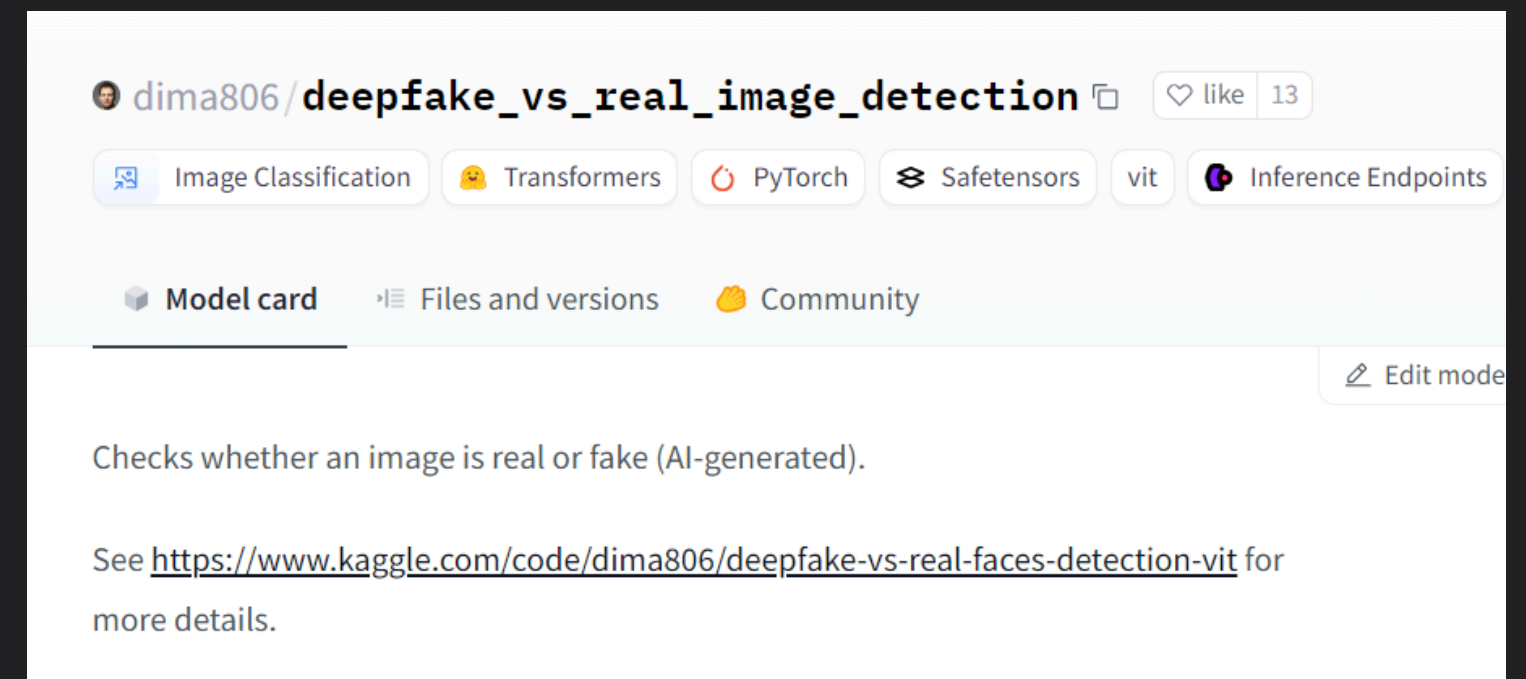 dima806/deepfake_vs_real_image_detection like 13
Image Classification Transformers PyTorch Safetensors vit Inference Endpoints
Model card Files and versions Community
Edit mode
Checks whether an image is real or fake (AI-generated).
See https://www.kaggle.com/code/dima806/deepfake-vs-real-faces-detection-vit for
more details.